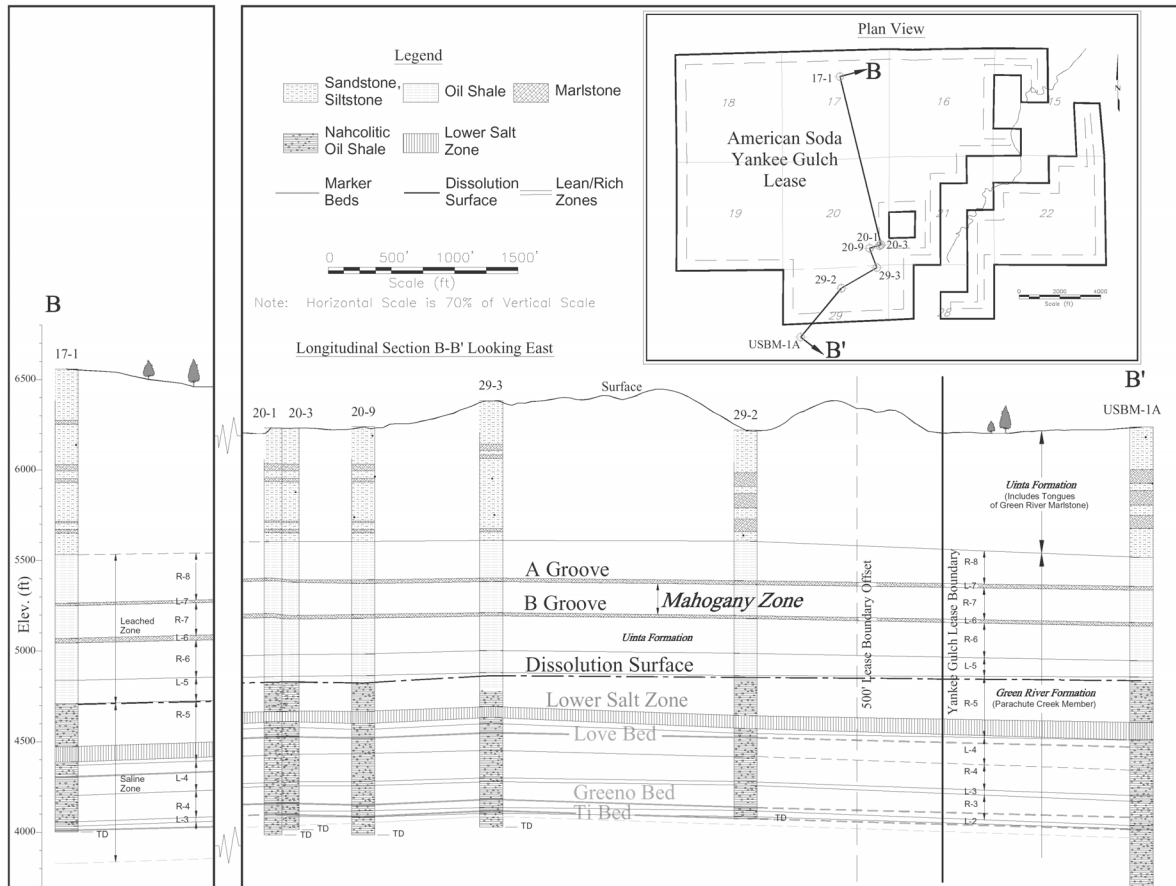 Legend
Sandstone,
Siltstone
Oil Shale
Marlstone
Nahcolitic
Oil Shale
Lower Salt
Zone
Marker
Beds
Dissolution
Surface
Lean/Rich
Zones
0 500' 1000' 1500'
Scale (ft)
Note: Horizontal Scale is 70% of Vertical Scale
Longitudinal Section B-B' Looking East
Plan View
17-1
B
18
17
16
15
N
American Soda
Yankee Gulch
Lease
19
20
21
22
20-1
20-9
20-3
29-3
29-2
29
28
USBM-1A
B'
0 2000 4000
Scale (ft)
B
17-1
6500
6000
5500
5000
4500
4000
Elev. (ft)
R-8
L-7
R-7
L-6
R-6
L-5
R-5
L-4
R-4
L-3
Leached
Zone
Saline
Zone
TD
20-1
20-3
20-9
29-3
Surface
29-2
B'
USBM-1A
Uinta Formation
(Includes Tongues
of Green River Marlstone)
A Groove
B Groove
Mahogany Zone
Uinta Formation
Dissolution Surface
Lower Salt Zone
Love Bed
Greeno Bed
Ti Bed
TD
TD
TD
TD
TD
500' Lease Boundary Offset
Yankee Gulch Lease Boundary
R-8
L-7
R-7
L-6
R-6
L-5
Green River Formation
(Parachute Creek Member)
R-5
L-4
R-4
L-3
R-3
L-2